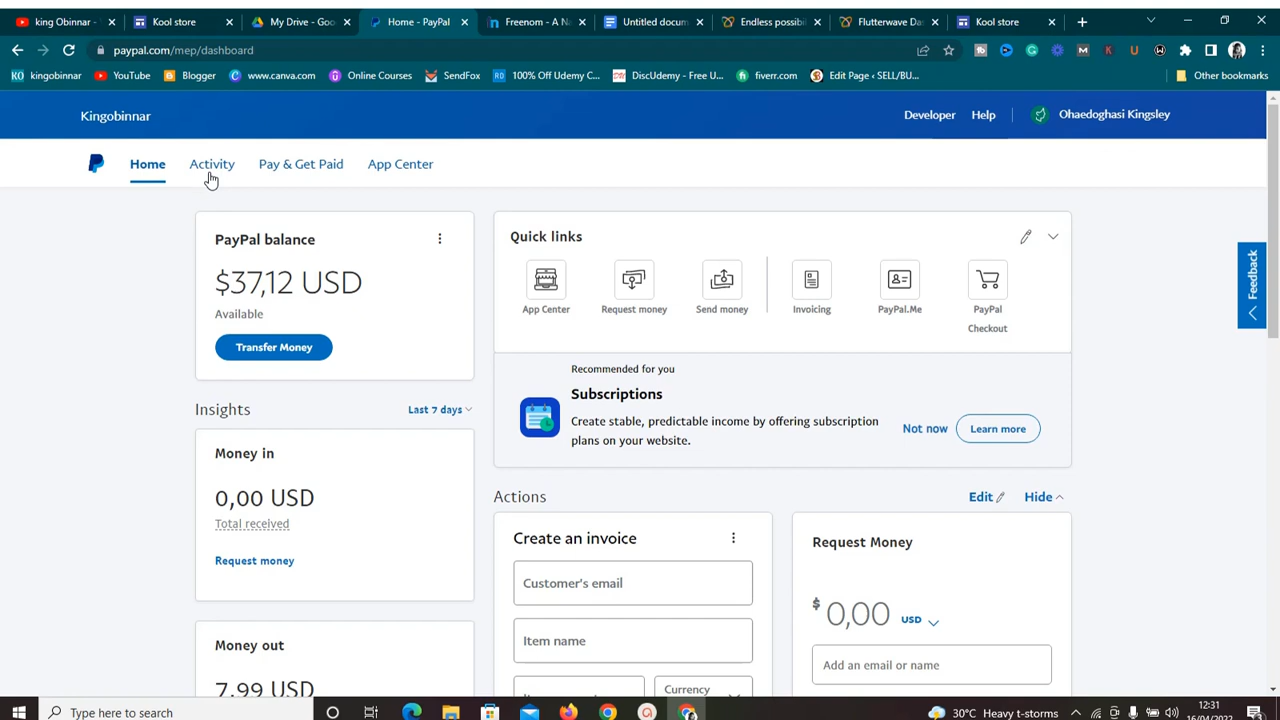 king Obinnar -
Kool store
My Drive - Goo
Home - PayPal
Freenom - A Na
Untitled docum
Endless possibi
Flutterwave Da
Kool store
paypal.com/mep/dashboard
kingobinnar
YouTube
Blogger
www.canva.com
Online Courses
SendFox
100% Off Udemy C...
DiscUdemy - Free U...
fiverr.com
Edit Page ‹ SELL/BU...
Other bookmarks
Kingobinnar
Developer
Help
Ohaedoghasi Kingsley
Home
Activity
Pay & Get Paid
App Center
PayPal balance
$37,12 USD
Available
Transfer Money
Quick links
App Center
Request money
Send money
Invoicing
PayPal.Me
PayPal
Checkout
Feedback
Recommended for you
Subscriptions
Create stable, predictable income by offering subscription
plans on your website.
Not now
Learn more
Insights
Last 7 days
Money in
0,00 USD
Total received
Request money
Money out
7,99 USD
Actions
Edit
Hide
Create an invoice
Customer's email
Item name
Currency
Request Money
$ 0,00 USD
Add an email or name
Type here to search
30°C Heavy t-storms
12:31
16/04/2022